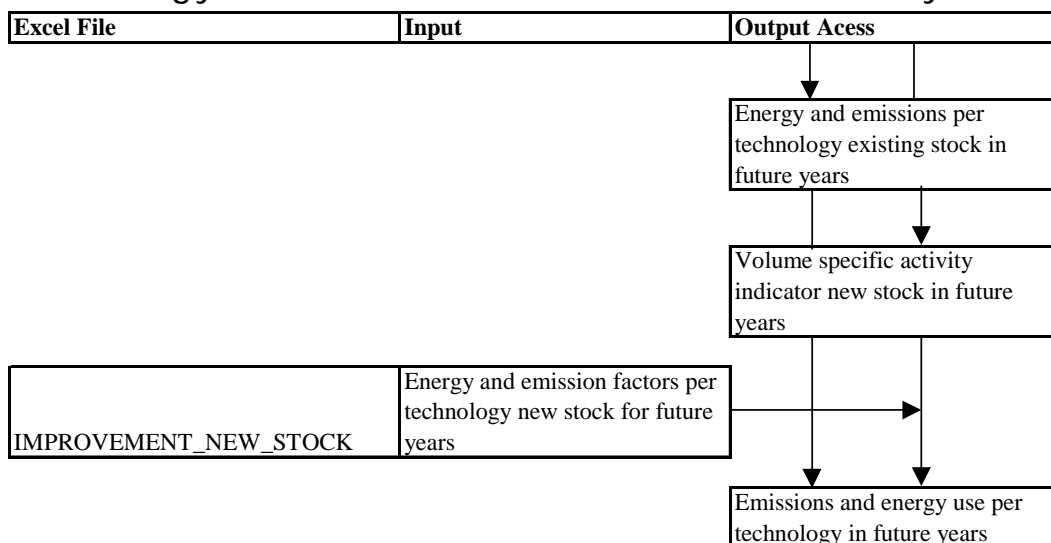 Excel File Input Output Acess
Energy and emissions per
technology existing stock in
future years
Volume specific activity
indicator new stock in future
years
IMPROVEMENT_NEW_STOCK
Energy and emission factors per
technology new stock for future
years
Emissions and energy use per
technology in future years